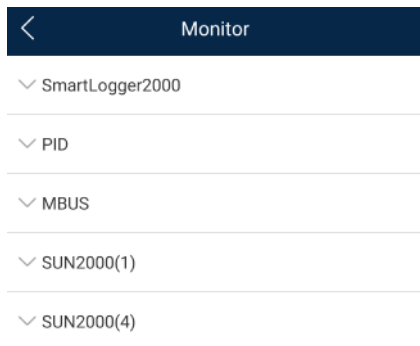 Monitor
SmartLogger2000
PID
MBUS
SUN2000(1)
SUN2000(4)